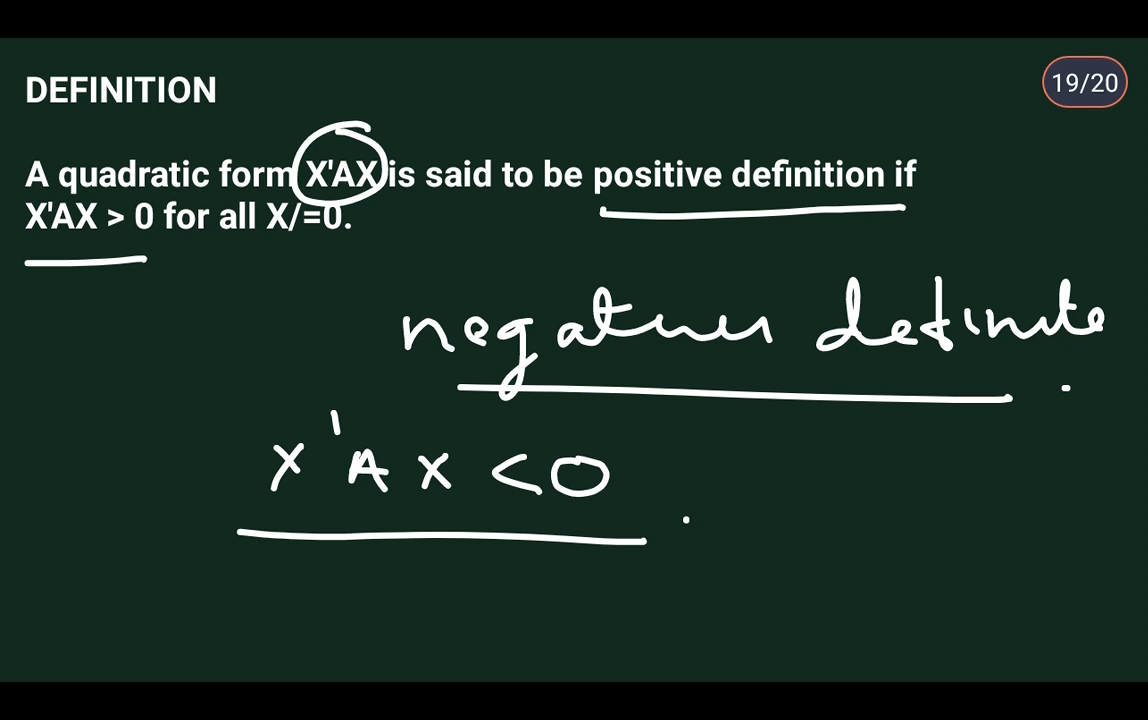 DEFINITION
19/20
A quadratic form X'AX is said to be positive definition if
X'AX > 0 for all X/=0.
negative definite
X'AX <0